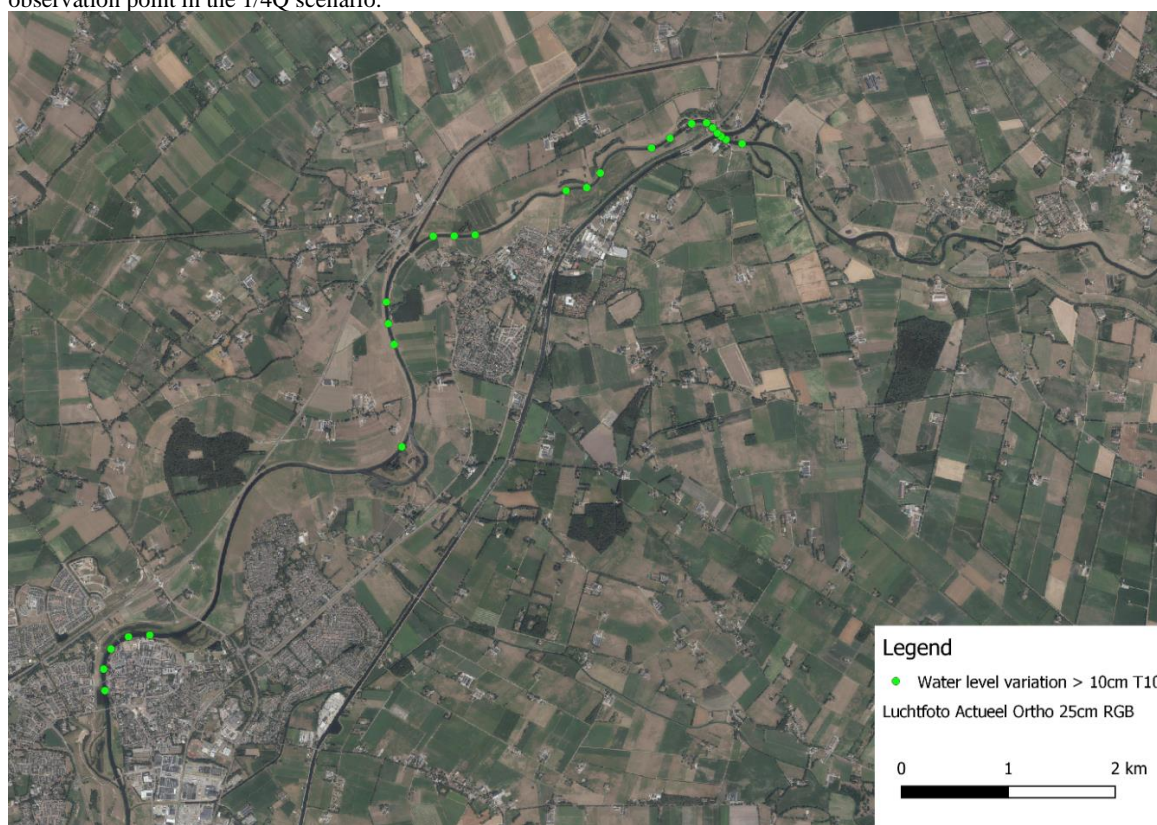 observation point in the 1/4Q scenario.
Legend
Water level variation > 10cm T10
Luchtfoto Actueel Ortho 25cm RGB
0 1 2 km